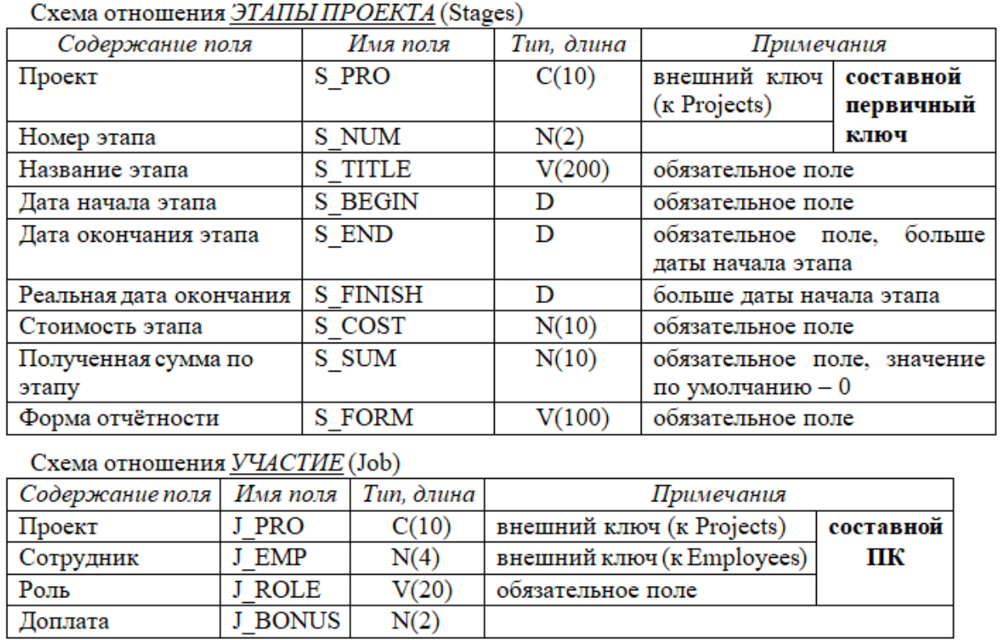 Схема отношения ЭТАПЫ ПРОЕКТА (Stages)
Содержание поля Имя поля Тип, длина Примечания
Проект S_PRO C(10) внешний ключ (к Projects) составной первичный ключ
Номер этапа S_NUM N(2)
Название этапа S_TITLE V(200) обязательное поле
Дата начала этапа S_BEGIN D обязательное поле
Дата окончания этапа S_END D обязательное поле, больше
даты начала этапа
Реальная дата окончания S_FINISH D больше даты начала этапа
Стоимость этапа S_COST N(10) обязательное поле
Полученная сумма по S_SUM N(10) обязательное поле, значение
этапу по умолчанию – 0
Форма отчётности S_FORM V(100) обязательное поле
Схема отношения УЧАСТИЕ (Job)
Содержание поля Имя поля Тип, длина Примечания
Проект J_PRO C(10) внешний ключ (к Projects) составной
Сотрудник J_EMP N(4) внешний ключ (к Employees) ПК
Роль J_ROLE V(20) обязательное поле
Доплата J_BONUS N(2)